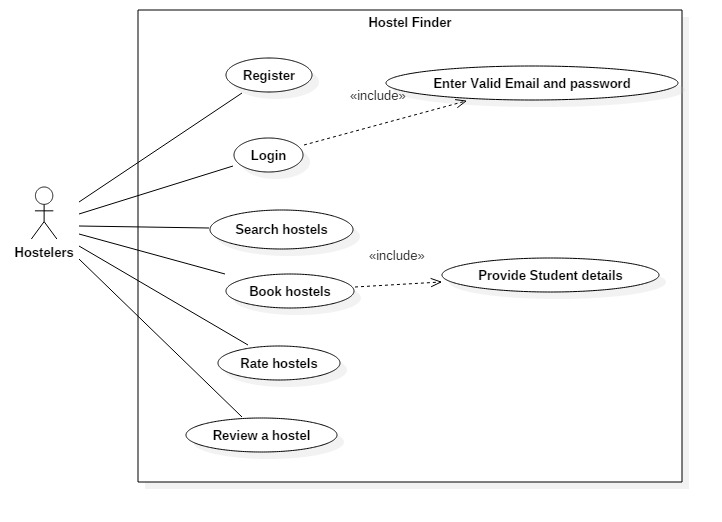 Hostel Finder
Register
«include»
Enter Valid Email and password
Login
Hostelers
Search hostels
«include»
Book hostels
Provide Student details
Rate hostels
Review a hostel